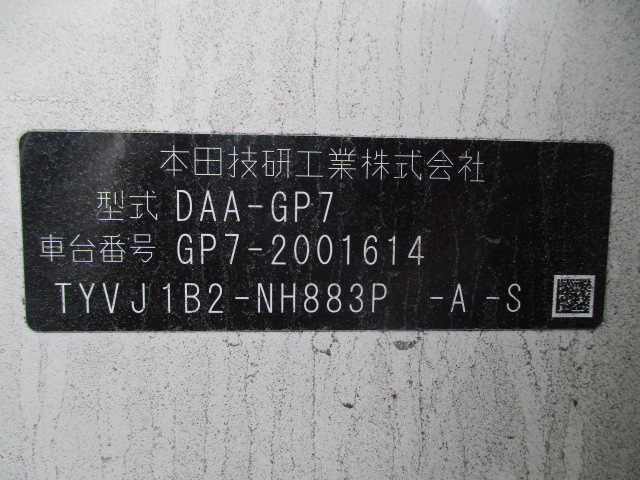 本田技研工業株式会社
型式 DAA-GP7
車台番号 GP7-2001614
TYVJ1B2-NH883P -A-S